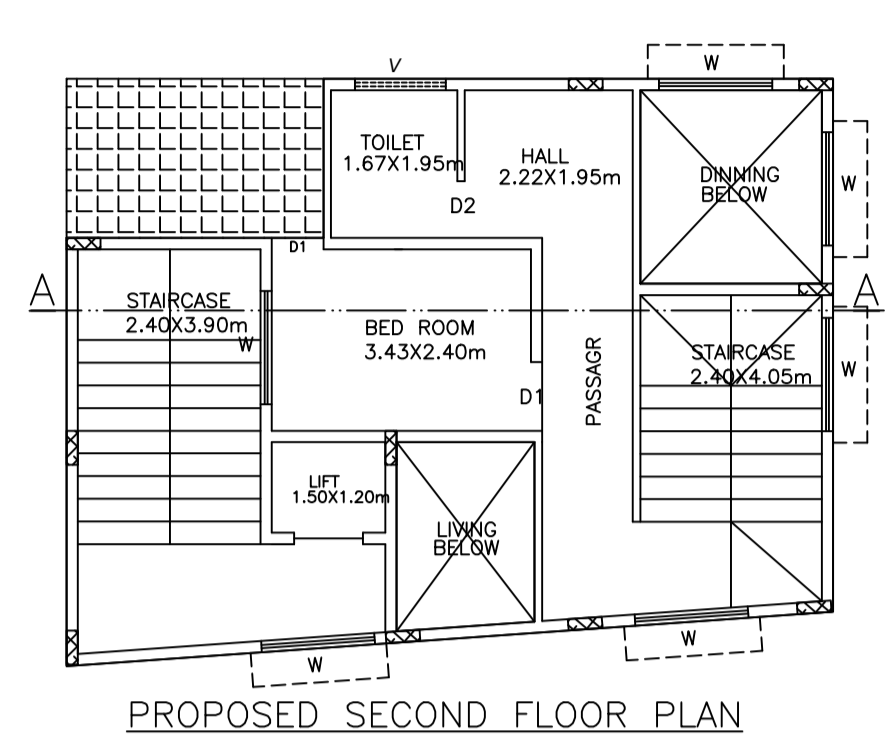 V
W
TOILET
1.67X1.95m
HALL
2.22X1.95m
DINNING
BELOW
W
D2
D1
A
A
STAIRCASE
2.40X3.90m
W
BED ROOM
3.43X2.40m
PASSAGR
STAIRCASE
2.40X4.05m
W
D1
LIFT
1.50X1.20m
LIVING
BELOW
W
W
PROPOSED SECOND FLOOR PLAN